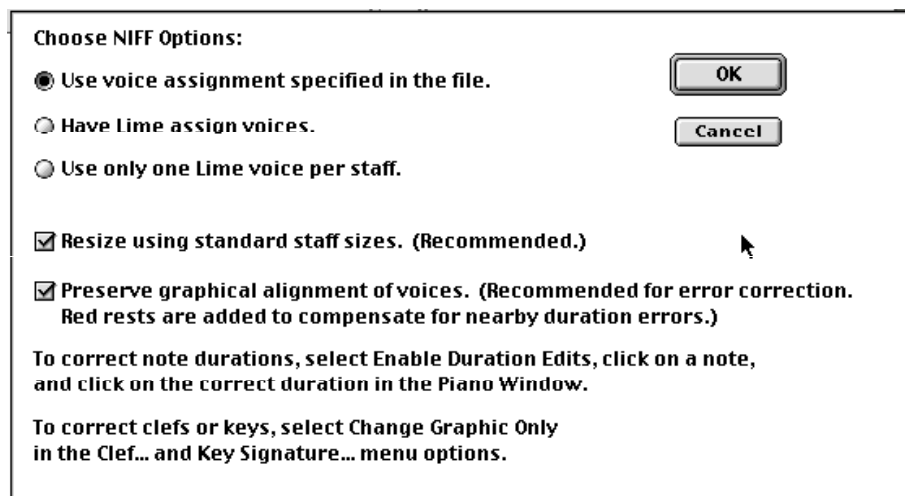 Choose NIFF Options:
Use voice assignment specified in the file.
OK
Have Lime assign voices.
Cancel
Use only one Lime voice per staff.
Resize using standard staff sizes. (Recommended.)
Preserve graphical alignment of voices. (Recommended for error correction.
Red rests are added to compensate for nearby duration errors.)
To correct note durations, select Enable Duration Edits, click on a note,
and click on the correct duration in the Piano Window.
To correct clefs or keys, select Change Graphic Only
in the Clef... and Key Signature... menu options.